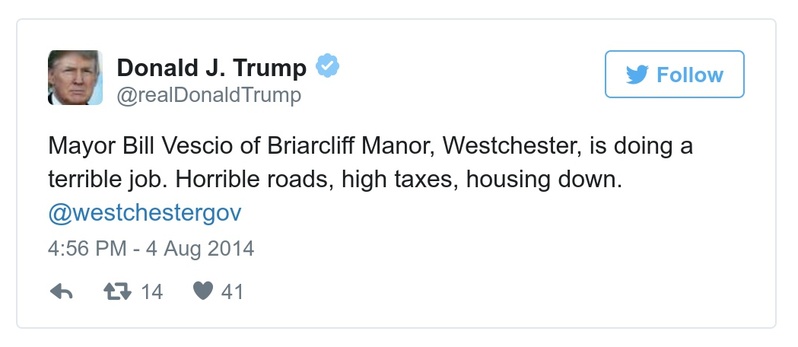 Donald J. Trump
@realDonaldTrump
Follow
Mayor Bill Vescio of Briarcliff Manor, Westchester, is doing a
terrible job. Horrible roads, high taxes, housing down.
@westchestergov
4:56 PM - 4 Aug 2014
14 41